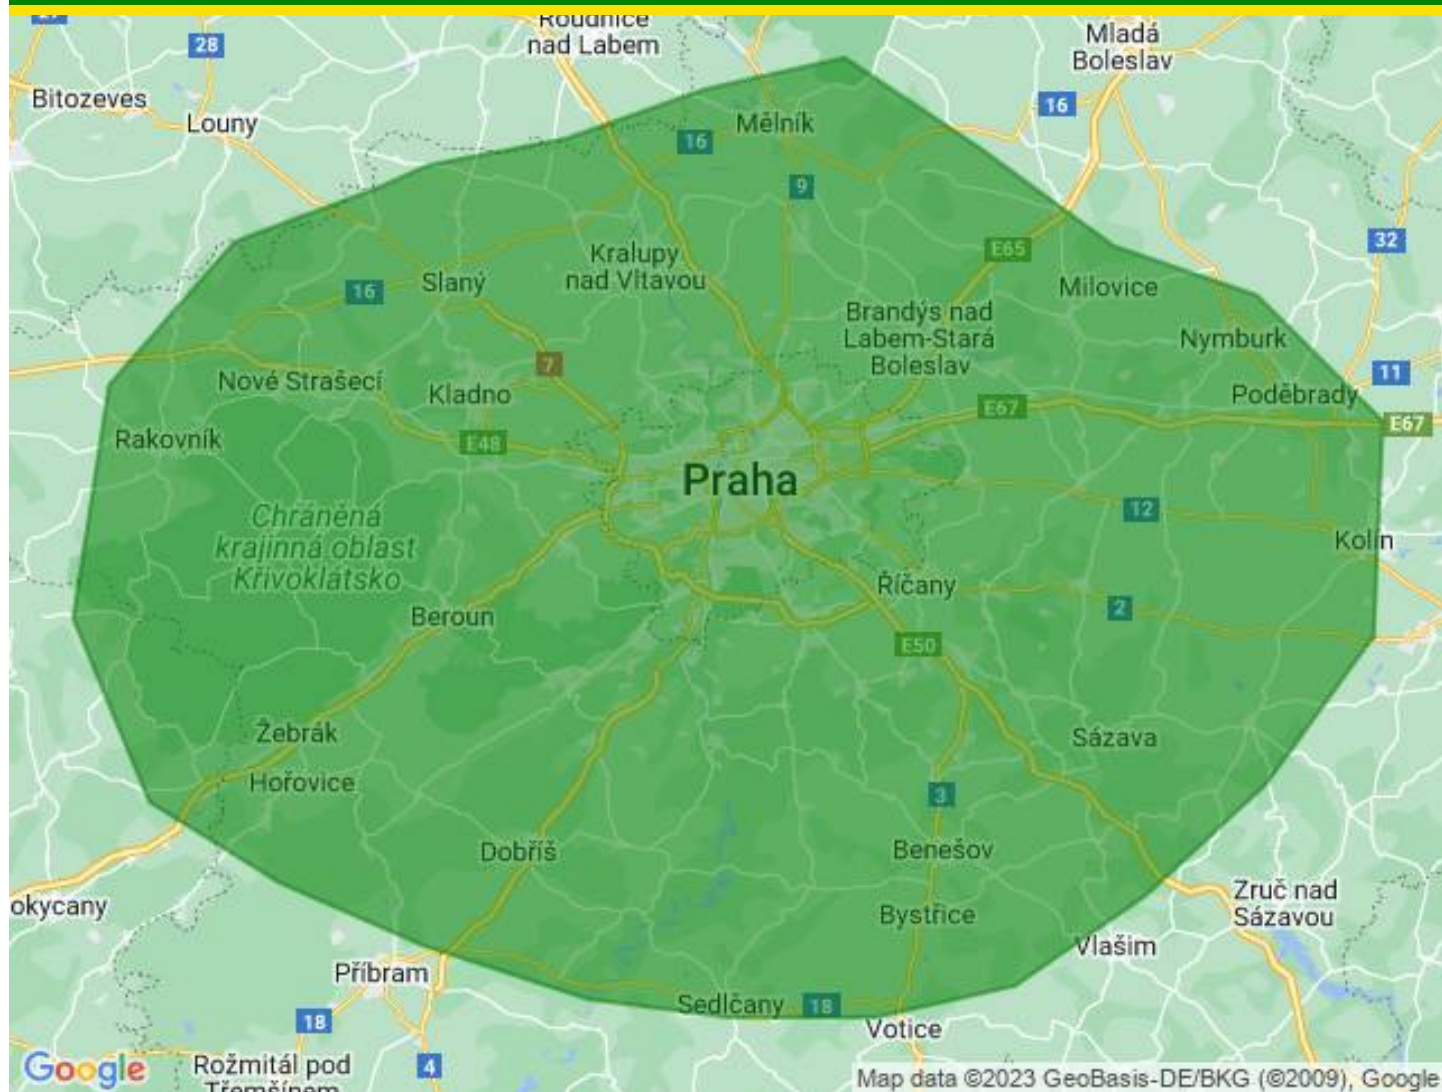 Roudnice
nad Labem
Mladá
Boleslav
28
Bitozeves
Louny
16
Mělník
16
9
32
E65
Kralupy
nad Vltavou
Slaný
16
Milovice
Brandýs nad
Labem-Stará
Boleslav
Nymburk
7
11
Nové Strašecí
Kladno
Poděbrady
E67
E67
Rakovník
E48
Praha
12
Chráněná
krajinná oblast
Křivoklátsko
Kolín
Říčany
2
Beroun
E50
Žebrák
Sázava
Hořovice
3
Dobříš
Benešov
okycany
Zruč nad
Sázavou
Bystřice
Vlašim
Příbram
Sedlčany
18
18
Votice
Rožmitál pod
Třemšínem
4
Google
Map data ©2023 GeoBasis-DE/BKG (©2009), Google